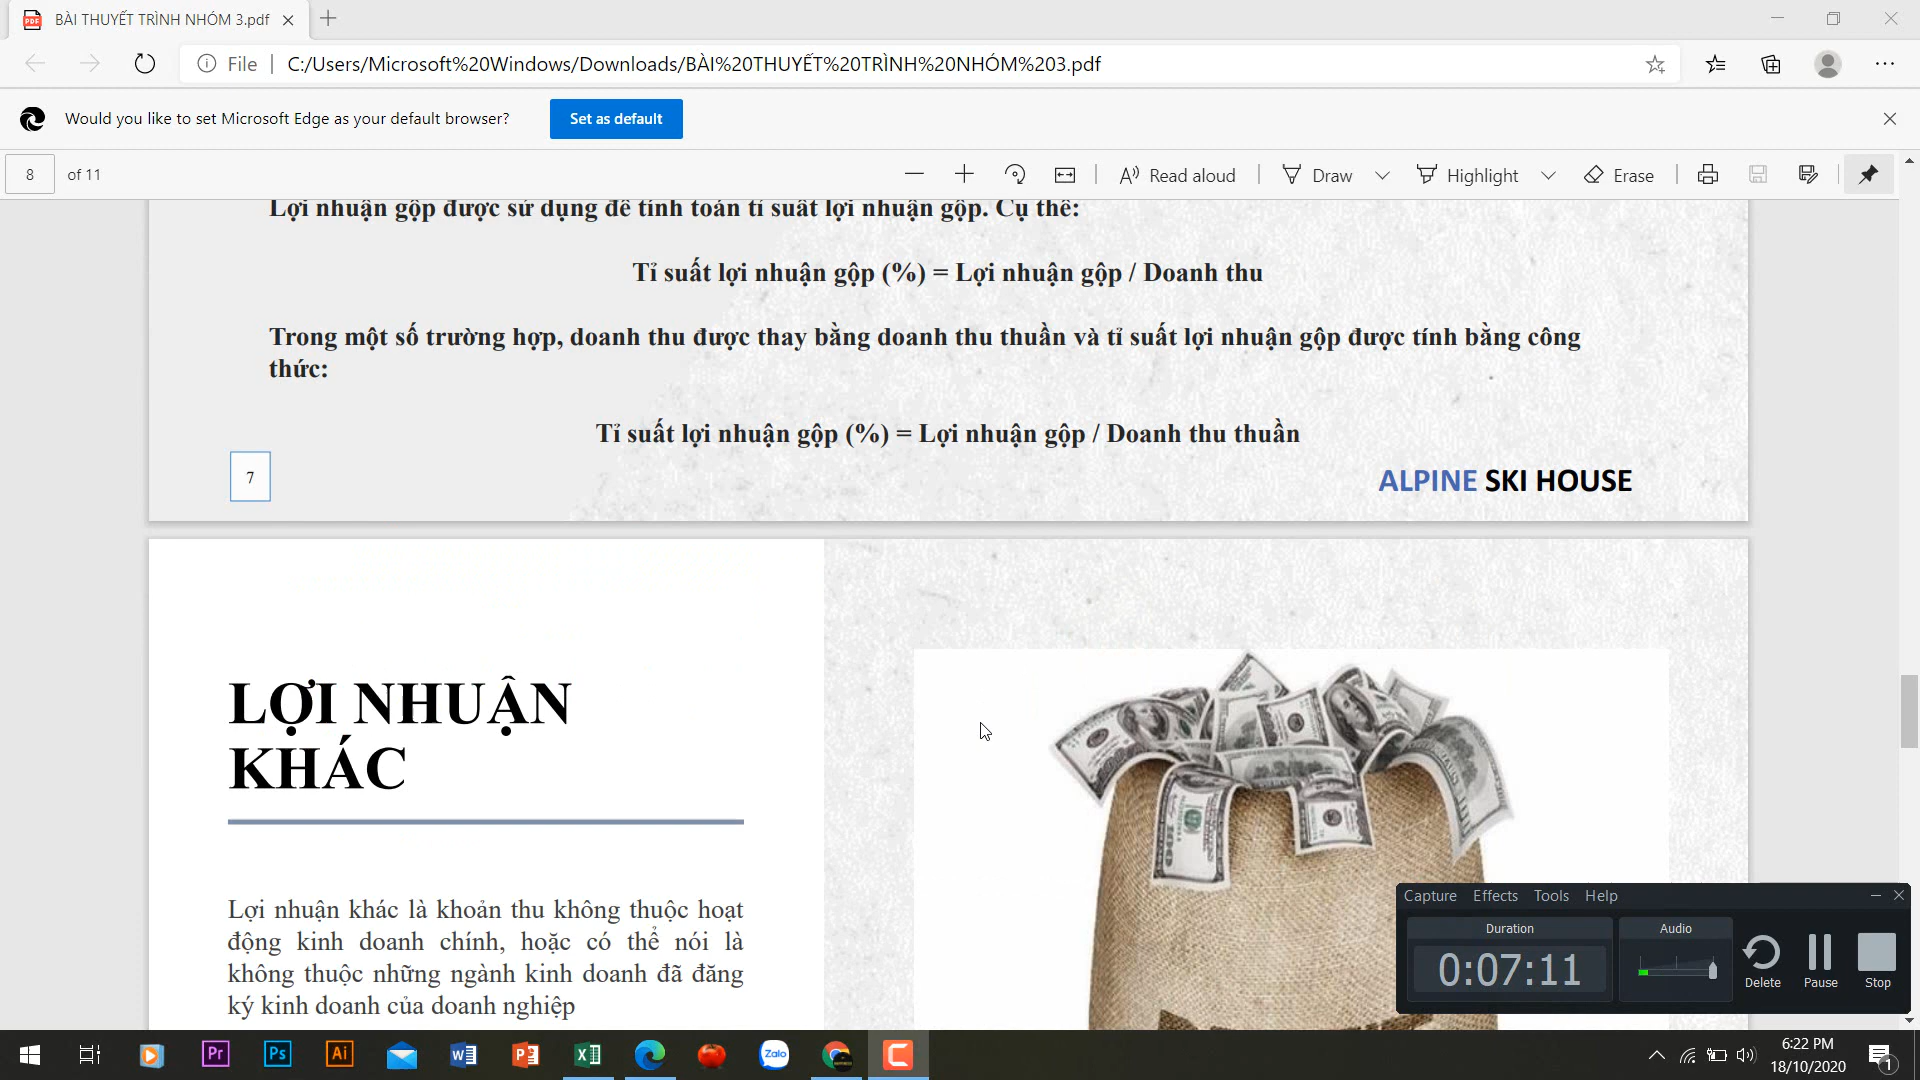 BÀI THUYẾT TRÌNH NHÓM 3.pdf
File
C:/Users/Microsoft%20Windows/Downloads/BÀI%20THUYẾT%20TRÌNH%20NHÓM%203.pdf
Would you like to set Microsoft Edge as your default browser?
Set as default
8
of 11
Read aloud
Draw
Highlight
Erase
Lợi nhuận gộp được sử dụng để tính toán tỉ suất lợi nhuận gộp. Cụ thể:
Tỉ suất lợi nhuận gộp (%) = Lợi nhuận gộp / Doanh thu
Trong một số trường hợp, doanh thu được thay bằng doanh thu thuần và tỉ suất lợi nhuận gộp được tính bằng công
thức:
Tỉ suất lợi nhuận gộp (%) = Lợi nhuận gộp / Doanh thu thuần
7
ALPINE SKI HOUSE
LỢI NHUẬN
KHÁC
Lợi nhuận khác là khoản thu không thuộc hoạt
động kinh doanh chính, hoặc có thể nói là
không thuộc những ngành kinh doanh đã đăng
ký kinh doanh của doanh nghiệp
Capture Effects Tools Help
Duration
0:07:11
Audio
Delete
Pause
Stop
Pr
Ps
Ai
Zalo
6:22 PM
18/10/2020
1